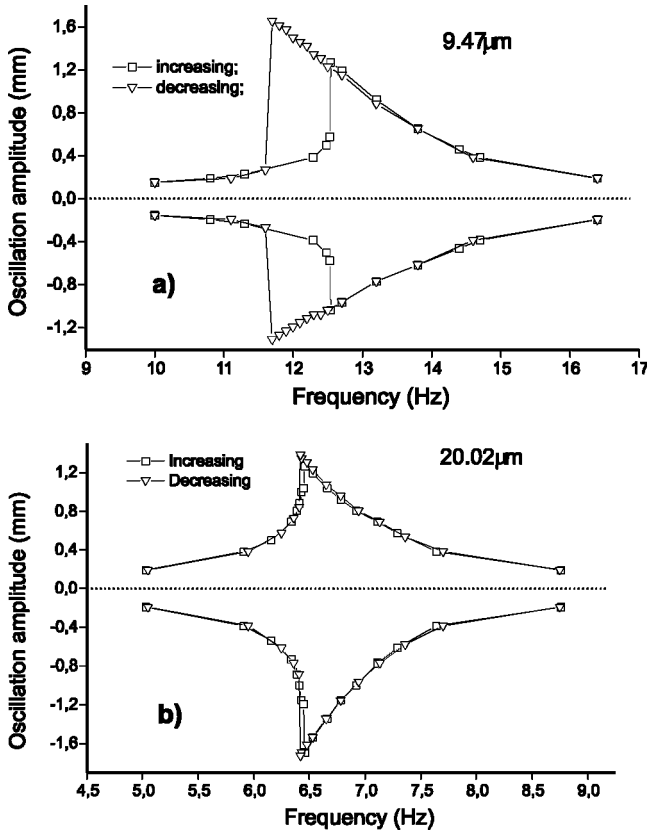 1,6
1,2
0,8
0,4
0,0
-0,4
-0,8
-1,2
Oscillation amplitude (mm)
9.47µm
increasing;
decreasing;
a)
9 10 11 12 13 14 15 16 17
Frequency (Hz)
1,2
0,8
0,4
0,0
-0,4
-0,8
-1,2
-1,6
Oscillation amplitude (mm)
20.02µm
Increasing
Decreasing
b)
4,5 5,0 5,5 6,0 6,5 7,0 7,5 8,0 8,5 9,0
Frequency (Hz)